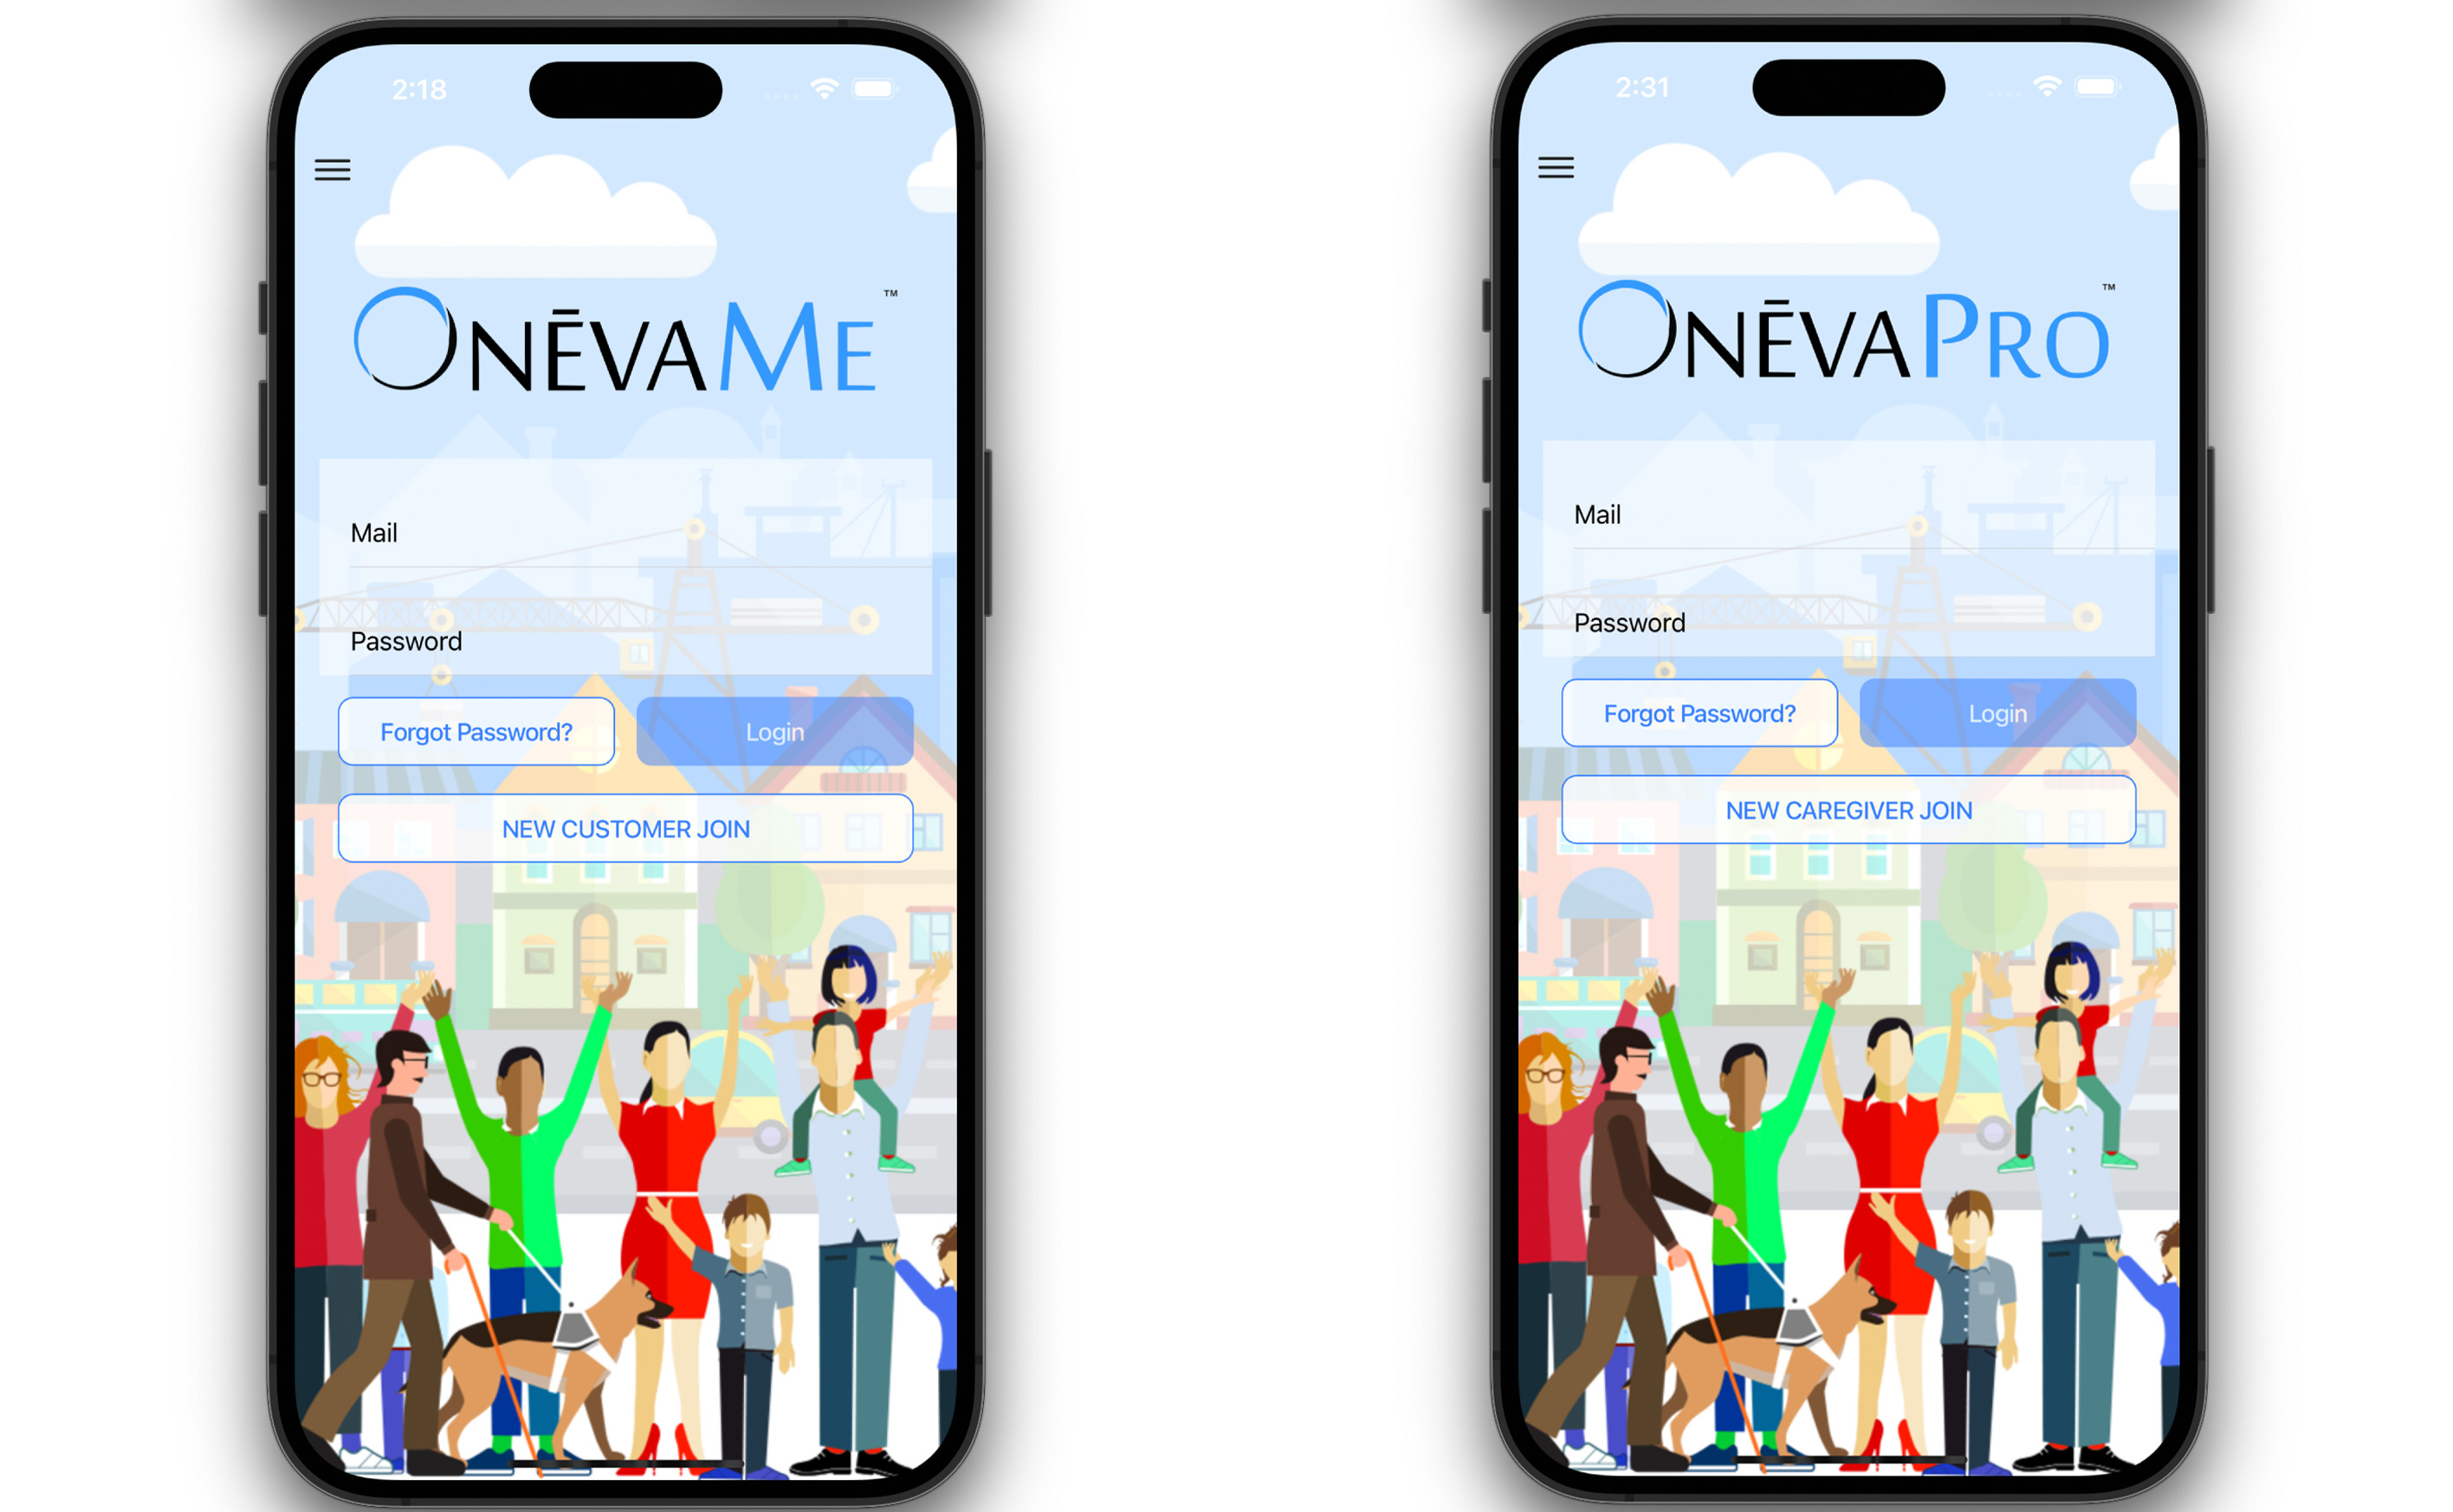 2:18
ONĒVAME™
Mail
Password
Forgot Password?
Login
NEW CUSTOMER JOIN
2:31
ONĒVAPRO™
Mail
Password
Forgot Password?
Login
NEW CAREGIVER JOIN